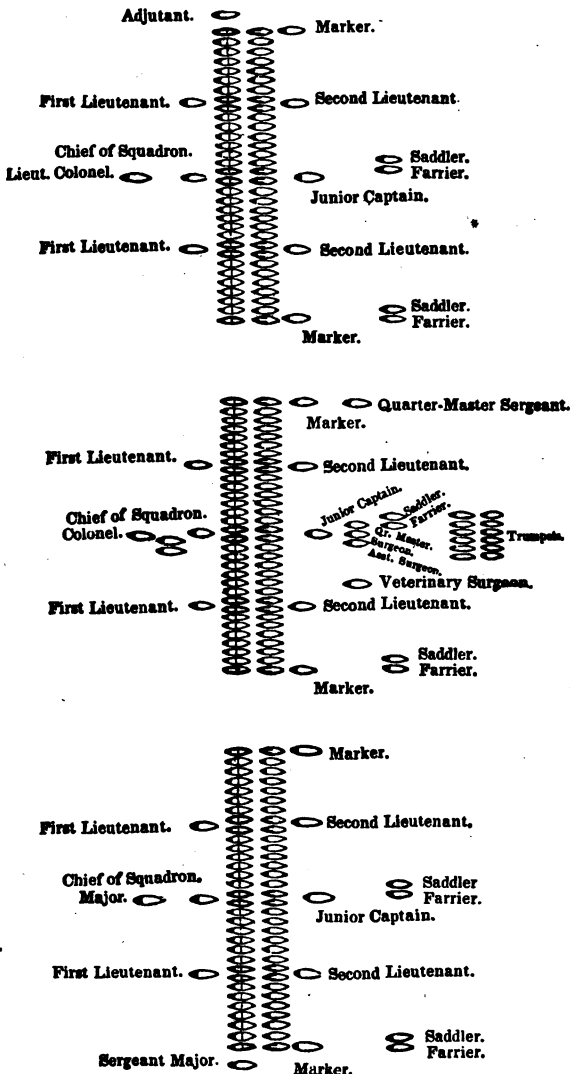 Adjutant.
Marker.
First Lieutenant. Second Lieutenant.
Chief of Squadron.
Saddler.
Lieut. Colonel. Farrier.
Junior Captain.
First Lieutenant. Second Lieutenant.
Saddler.
Farrier.
Marker.
Quarter-Master Sergeant.
Marker.
First Lieutenant. Second Lieutenant.
Junior Captain. Saddler.
Farrier.
Chief of Squadron.
Colonel. Qr. Master. Trumpets.
Surgeon.
Asst. Surgeon.
Veterinary Surgeon.
First Lieutenant. Second Lieutenant.
Saddler.
Farrier.
Marker.
Marker.
First Lieutenant. Second Lieutenant.
Chief of Squadron. Saddler
Major. Farrier.
Junior Captain.
First Lieutenant. Second Lieutenant.
Saddler.
Farrier.
Sergeant Major. Marker.